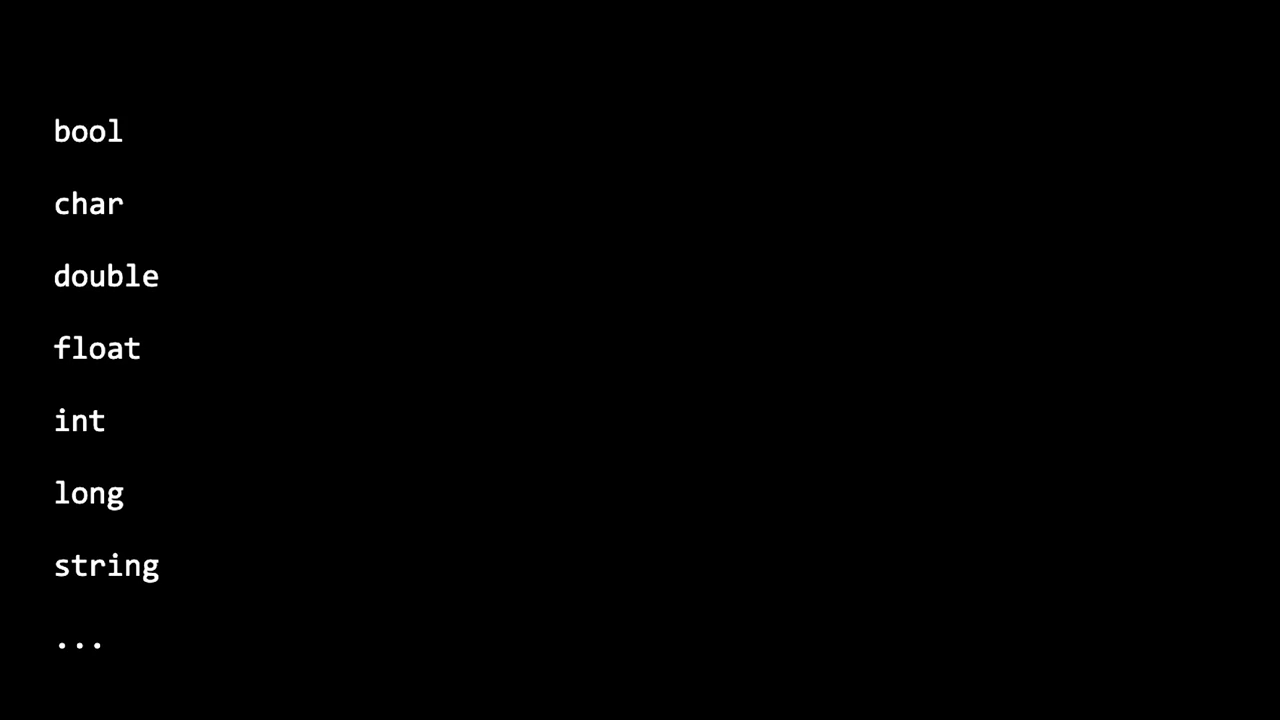 bool
char
double
float
int
long
string
...